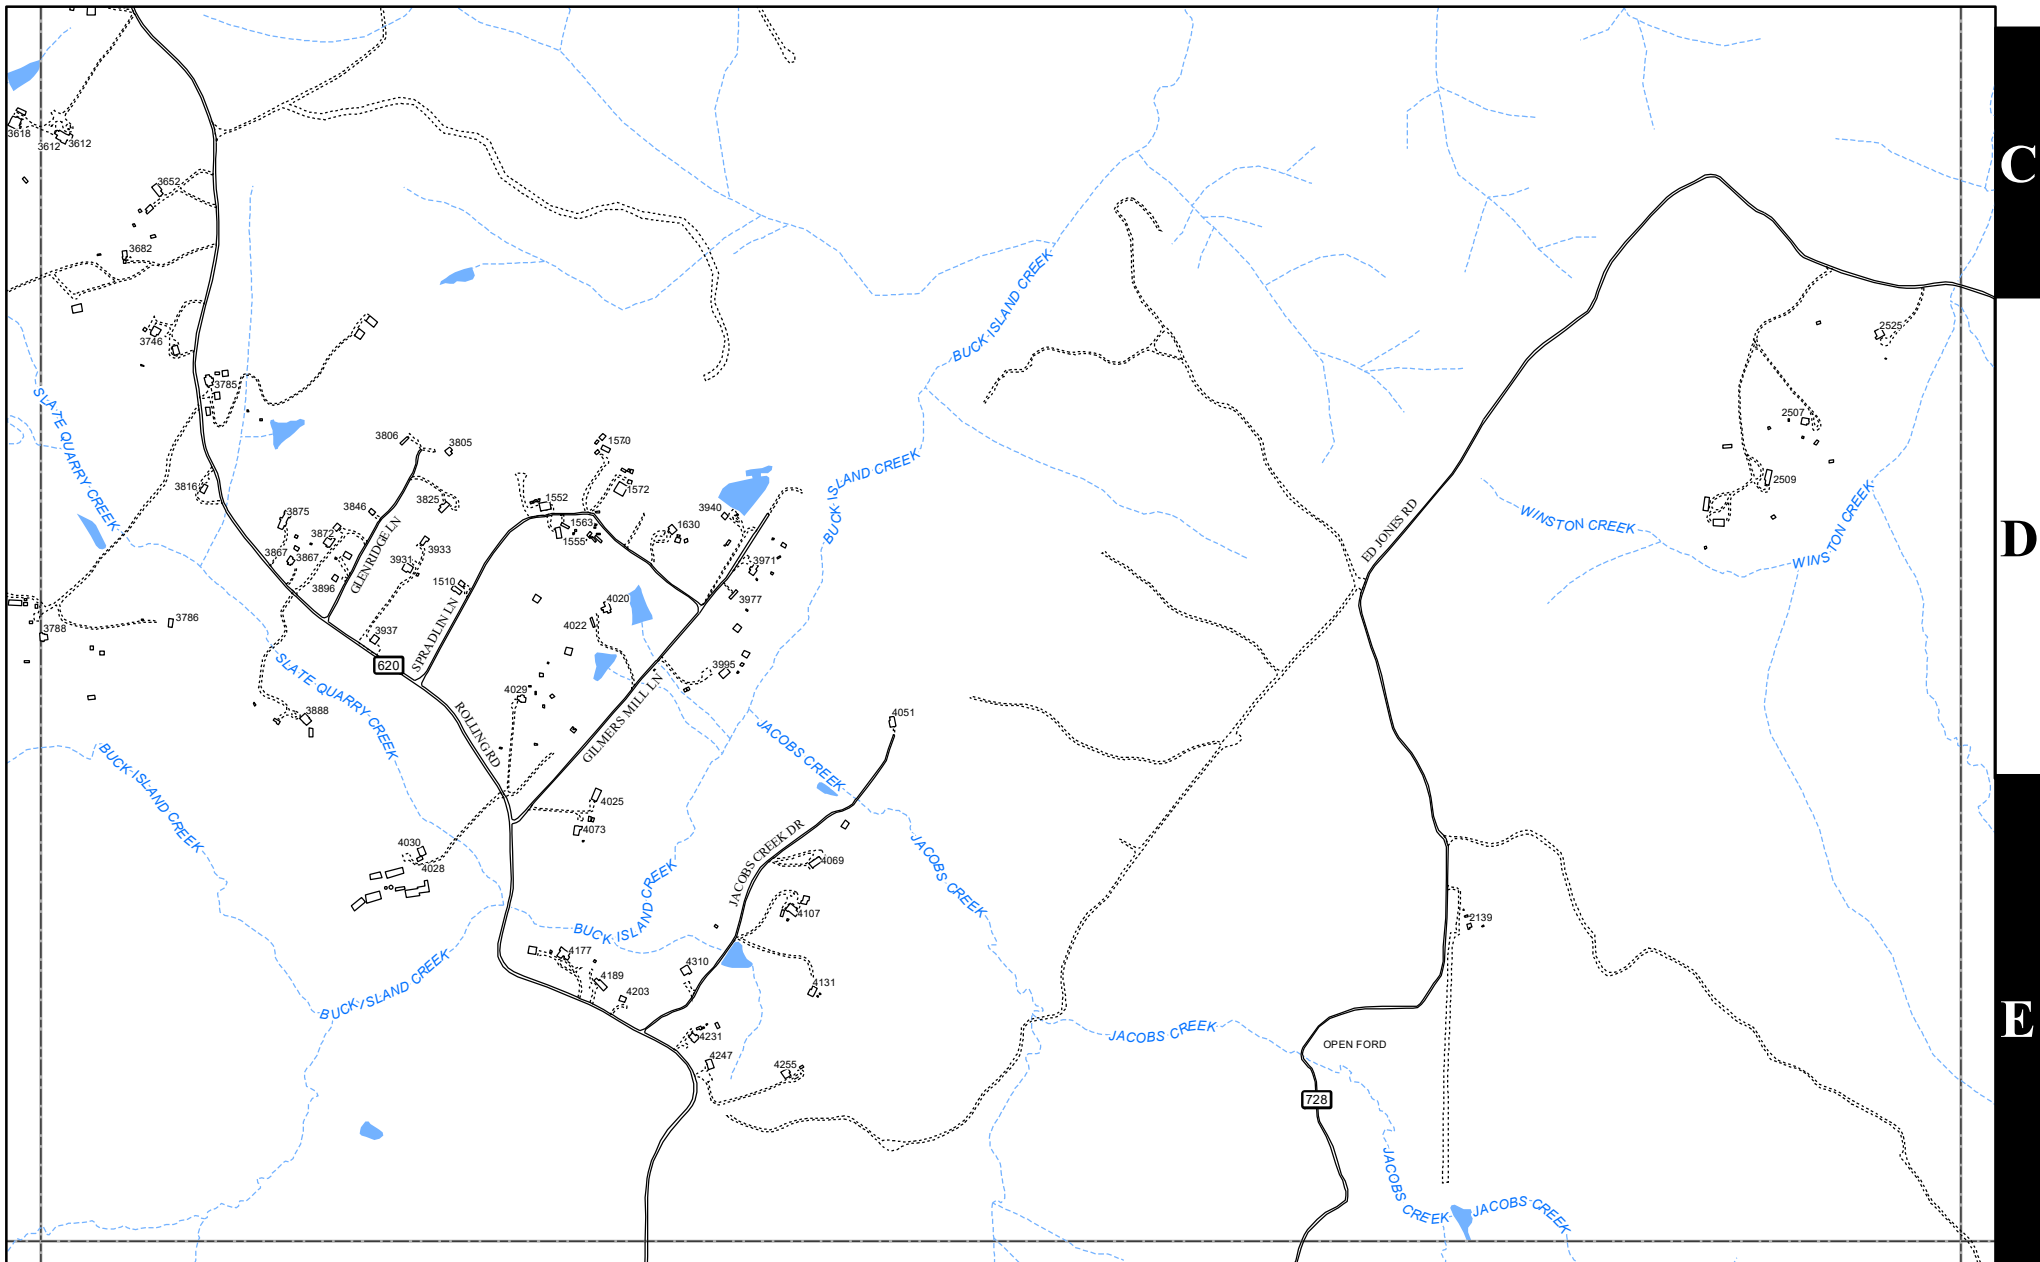 C
D
E
3618
3612
3612
3652
3682
3746
3785
3806
3805
3816
3846
3825
3875
3872
3867
3867
3896
3931
3933
GLENRIDGE LN
1510
3937
620
SPRADLIN LN
3788
3786
3888
SLATE QUARRY CREEK
SLATE QUARRY CREEK
BUCK ISLAND CREEK
BUCK ISLAND CREEK
ROLLING RD
1570
1572
1552
1563
1555
1630
3940
3971
3977
4020
4022
3995
4029
GILMERS MILL LN
4025
4073
4030
4028
BUCK ISLAND CREEK
BUCK ISLAND CREEK
BUCK ISLAND CREEK
BUCK ISLAND CREEK
BUCK ISLAND CREEK
JACOBS CREEK
JACOBS CREEK
4051
JACOBS CREEK DR
4069
4107
4131
4177
4189
4203
4310
4231
4247
4255
ED JONES RD
WINSTON CREEK
WINSTON CREEK
2525
2507
2509
2139
JACOBS CREEK
OPEN FORD
728
JACOBS CREEK
JACOBS CREEK